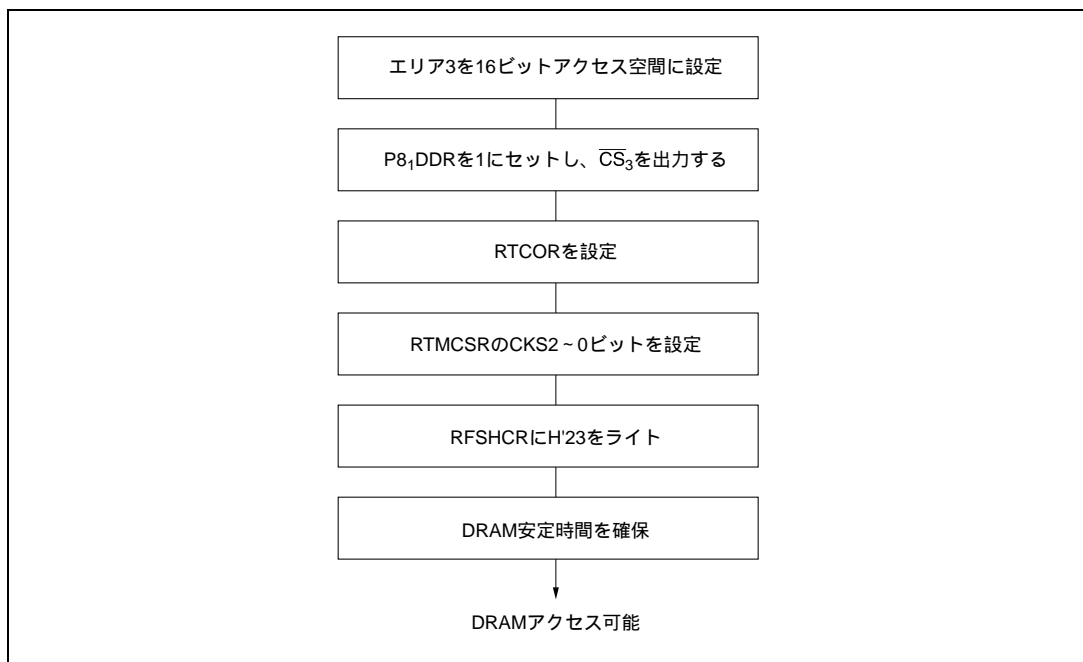 エリア3を16ビットアクセス空間に設定
P8₁DDRを1にセットし、C̅S̅₃を出力する
RTCORを設定
RTMCSRのCKS2~0ビットを設定
RFSHCRにH'23をライト
DRAM安定時間を確保
DRAMアクセス可能